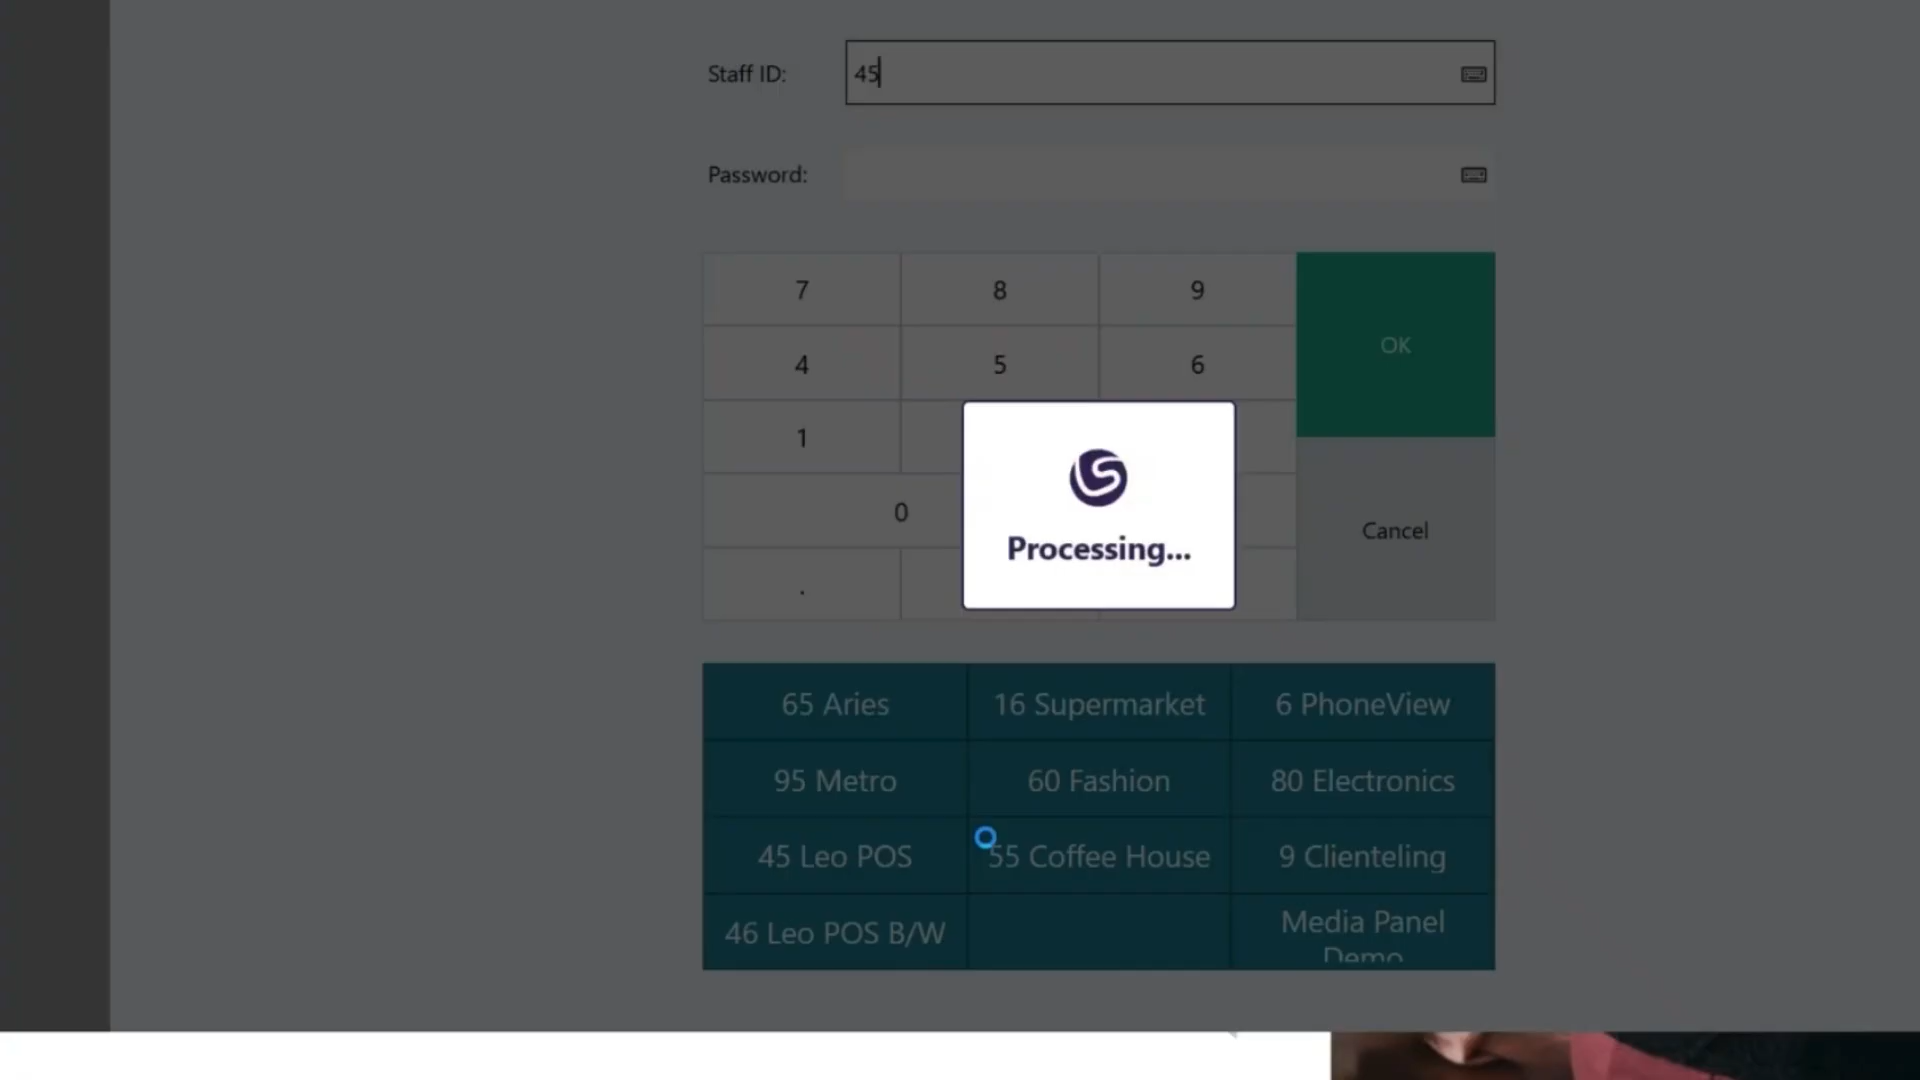 Staff ID:
45
Password:
7 8 9
OK
4 5 6
1
0
Cancel
.
Processing...
65 Aries
16 Supermarket
6 PhoneView
95 Metro
60 Fashion
80 Electronics
45 Leo POS
55 Coffee House
9 Clienteling
46 Leo POS B/W
Media Panel
Demo